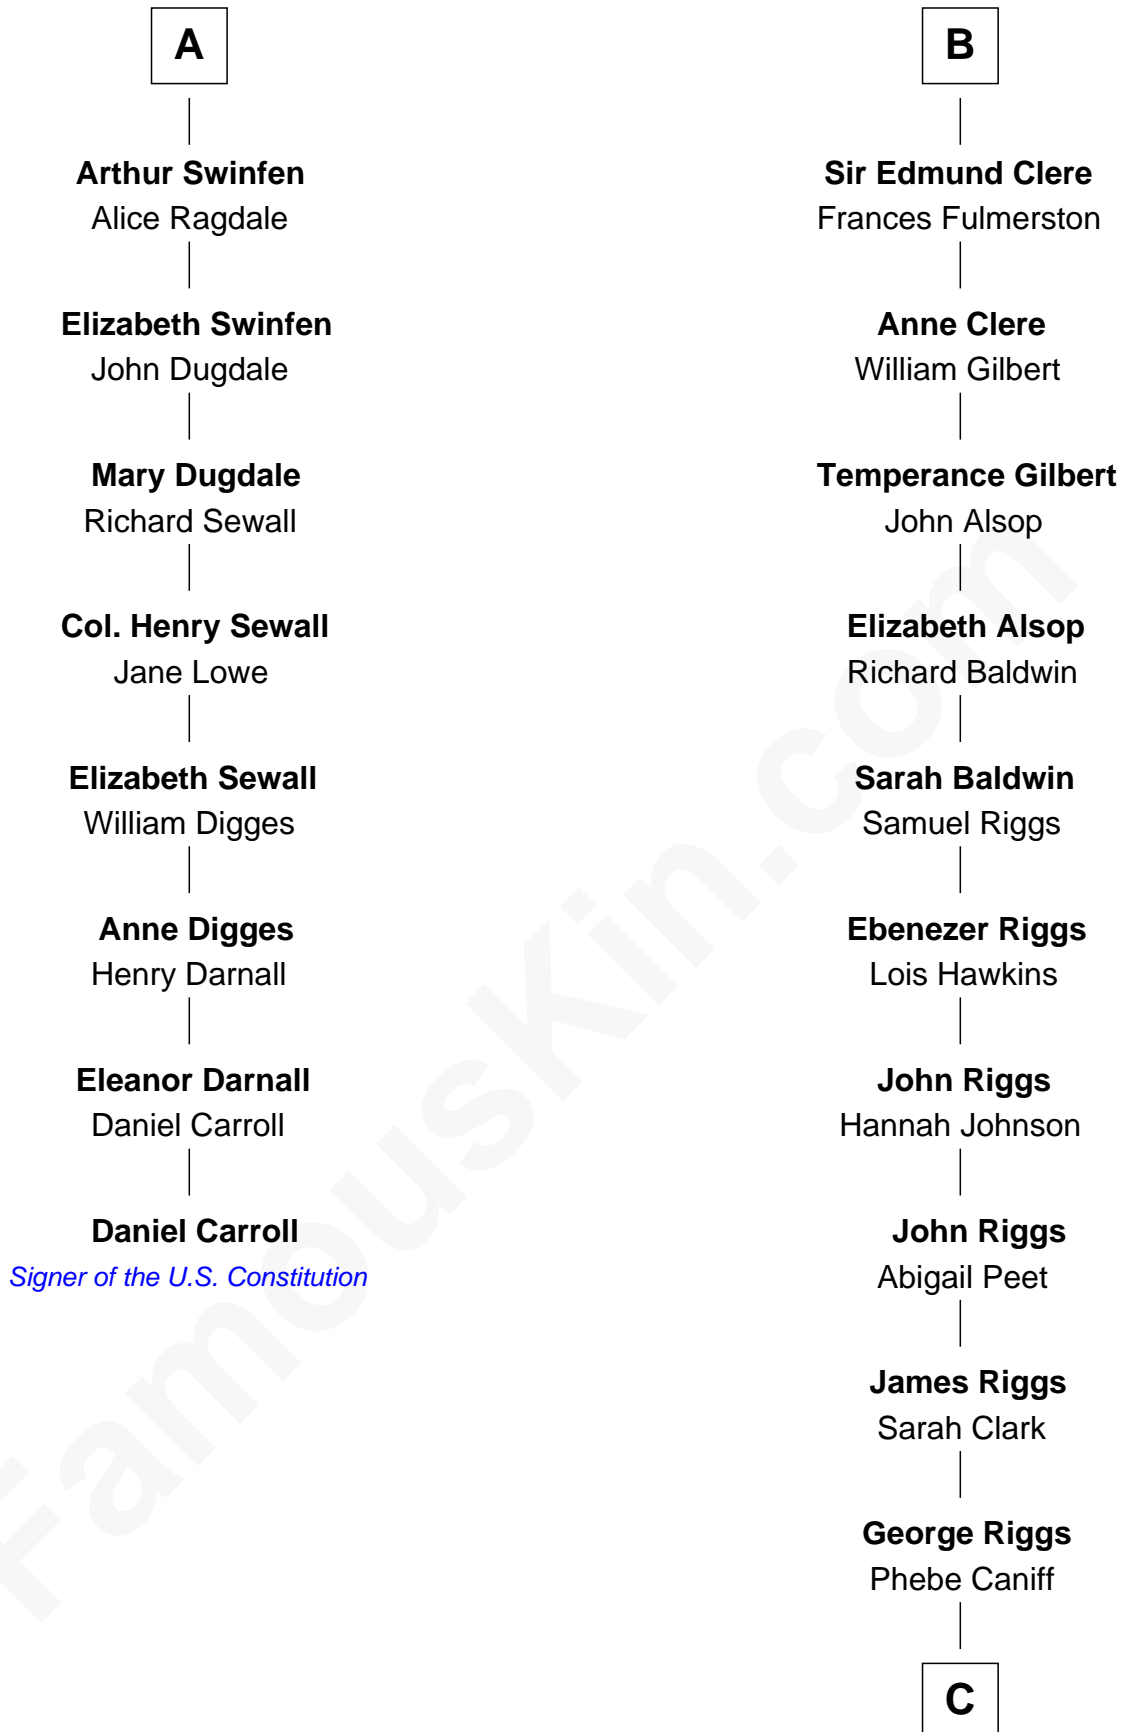 A
Arthur Swinfen
Alice Ragdale
Elizabeth Swinfen
John Dugdale
Mary Dugdale
Richard Sewall
Col. Henry Sewall
Jane Lowe
Elizabeth Sewall
William Digges
Anne Digges
Henry Darnall
Eleanor Darnall
Daniel Carroll
Daniel Carroll
Signer of the U.S. Constitution
B
Sir Edmund Clere
Frances Fulmerston
Anne Clere
William Gilbert
Temperance Gilbert
John Alsop
Elizabeth Alsop
Richard Baldwin
Sarah Baldwin
Samuel Riggs
Ebenezer Riggs
Lois Hawkins
John Riggs
Hannah Johnson
John Riggs
Abigail Peet
James Riggs
Sarah Clark
George Riggs
Phebe Caniff
C
FamousKin.com